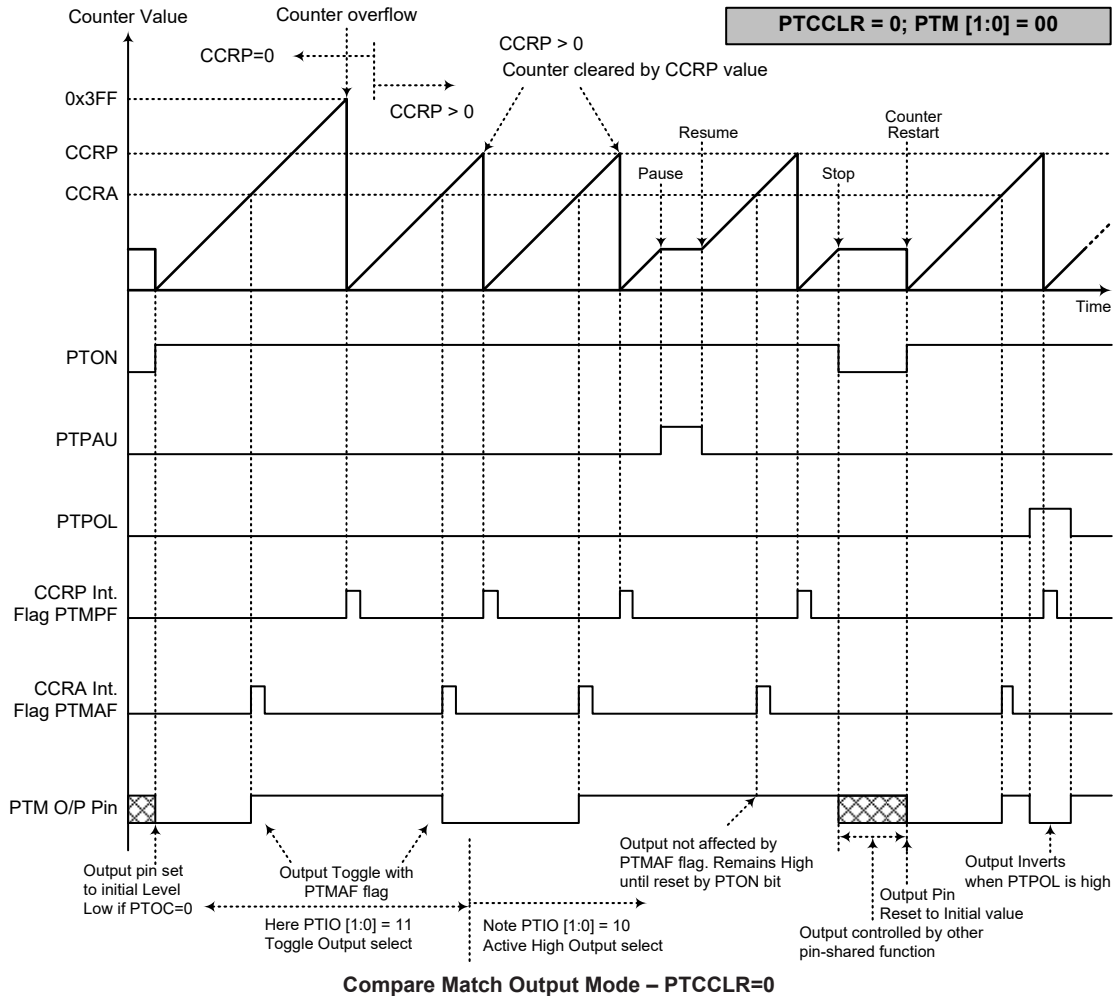 Counter Value
Counter overflow
PTCCLR = 0; PTM [1:0] = 00
CCRP=0
CCRP > 0
CCRP > 0
Counter cleared by CCRP value
0x3FF
CCRP
CCRA
Pause
Resume
Stop
Counter
Restart
Time
PTON
PTPAU
PTPOL
CCRP Int.
Flag PTMPF
CCRA Int.
Flag PTMAF
PTM O/P Pin
Output pin set
to initial Level
Low if PTOC=0
Output Toggle with
PTMAF flag
Here PTIO [1:0] = 11
Toggle Output select
Note PTIO [1:0] = 10
Active High Output select
Output not affected by
PTMAF flag. Remains High
until reset by PTON bit
Output Pin
Reset to Initial value
Output controlled by other
pin-shared function
Output Inverts
when PTPOL is high
Compare Match Output Mode – PTCCLR=0